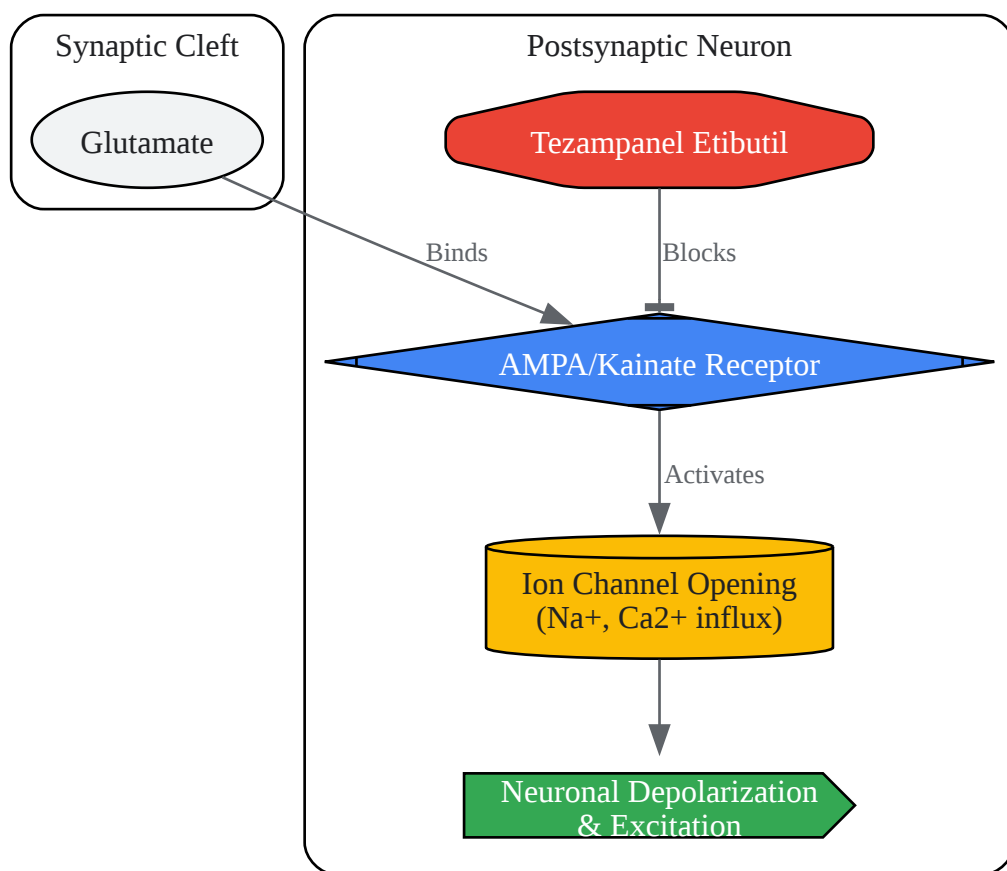 Synaptic Cleft
Postsynaptic Neuron
Glutamate
Tezampanel Etibutil
Binds
Blocks
AMPA/Kainate Receptor
Activates
Ion Channel Opening
(Na+, Ca2+ influx)
Neuronal Depolarization
& Excitation